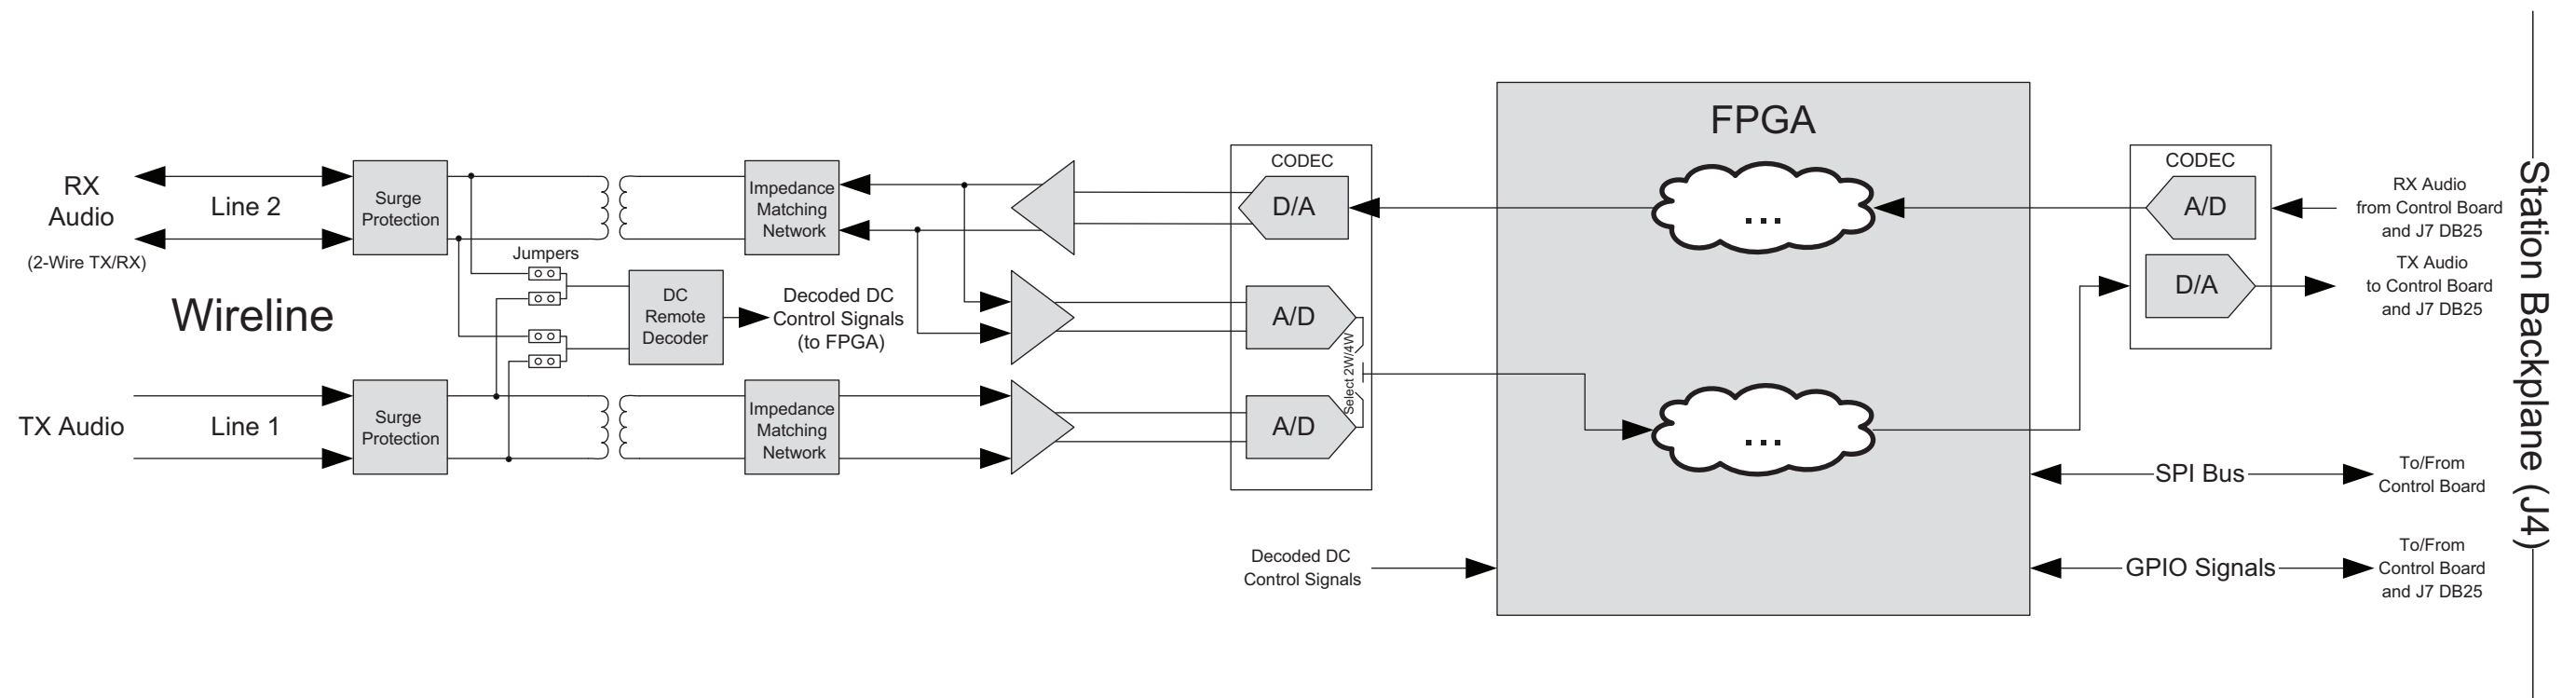 RX
Audio
(2-Wire TX/RX)
Line 2
Wireline
TX Audio
Line 1
Surge
Protection
Surge
Protection
Jumpers
DC
Remote
Decoder
Impedance
Matching
Network
Impedance
Matching
Network
Decoded DC
Control Signals
(to FPGA)
CODEC
D/A
A/D
A/D
Select 2W/4W
Decoded DC
Control Signals
FPGA
...
...
CODEC
A/D
D/A
RX Audio
from Control Board
and J7 DB25
TX Audio
to Control Board
and J7 DB25
SPI Bus
To/From
Control Board
GPIO Signals
To/From
Control Board
and J7 DB25
Station Backplane (J4)